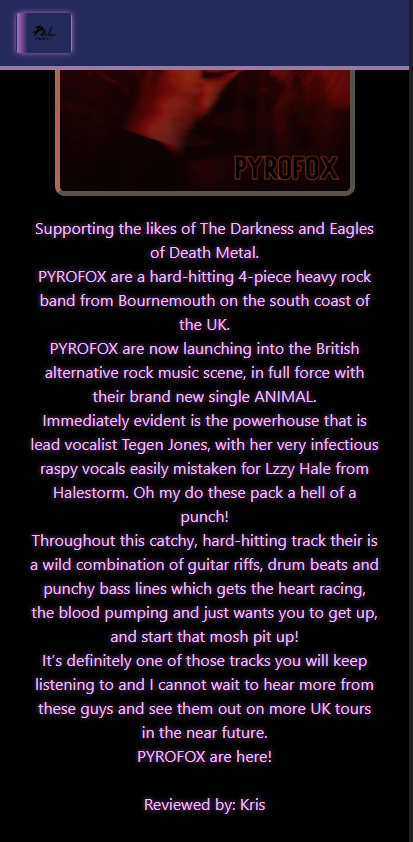 PYROFOX
Supporting the likes of The Darkness and Eagles
of Death Metal.
PYROFOX are a hard-hitting 4-piece heavy rock
band from Bournemouth on the south coast of
the UK.
PYROFOX are now launching into the British
alternative rock music scene, in full force with
their brand new single ANIMAL.
Immediately evident is the powerhouse that is
lead vocalist Tegen Jones, with her very infectious
raspy vocals easily mistaken for Lzzy Hale from
Halestorm. Oh my do these pack a hell of a
punch!
Throughout this catchy, hard-hitting track their is
a wild combination of guitar riffs, drum beats and
punchy bass lines which gets the heart racing,
the blood pumping and just wants you to get up,
and start that mosh pit up!
It's definitely one of those tracks you will keep
listening to and I cannot wait to hear more from
these guys and see them out on more UK tours
in the near future.
PYROFOX are here!
Reviewed by: Kris